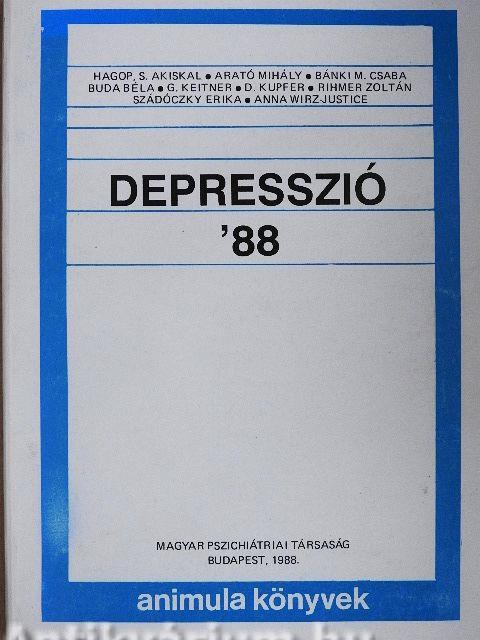 HAGOP, S. AKISKAL ● ARATÓ MIHÁLY ● BÁNKI M. CSABA
BUDA BÉLA ● G. KEITNER ● D. KUPFER ● RIHMER ZOLTÁN
SZÁDÓCZKY ERIKA ● ANNA WIRZ-JUSTICE
DEPRESSZIÓ
'88
MAGYAR PSZICHIÁTRIAI TÁRSASÁG
BUDAPEST, 1988.
animula könyvek